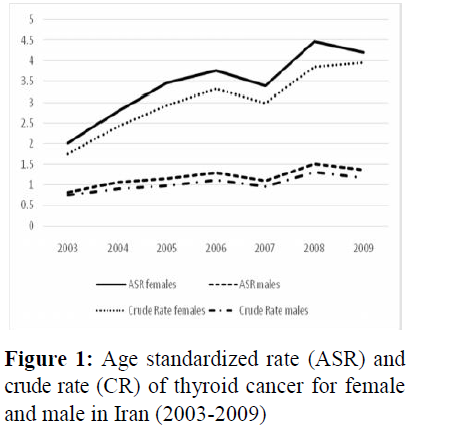 5
4.5
4
3.5
3
2.5
2
1.5
1
0.5
0
2003 2004 2005 2006 2007 2008 2009
ASR females ASR males
Crude Rate females Crude Rate males
Figure 1: Age standardized rate (ASR) and
crude rate (CR) of thyroid cancer for female
and male in Iran (2003-2009)